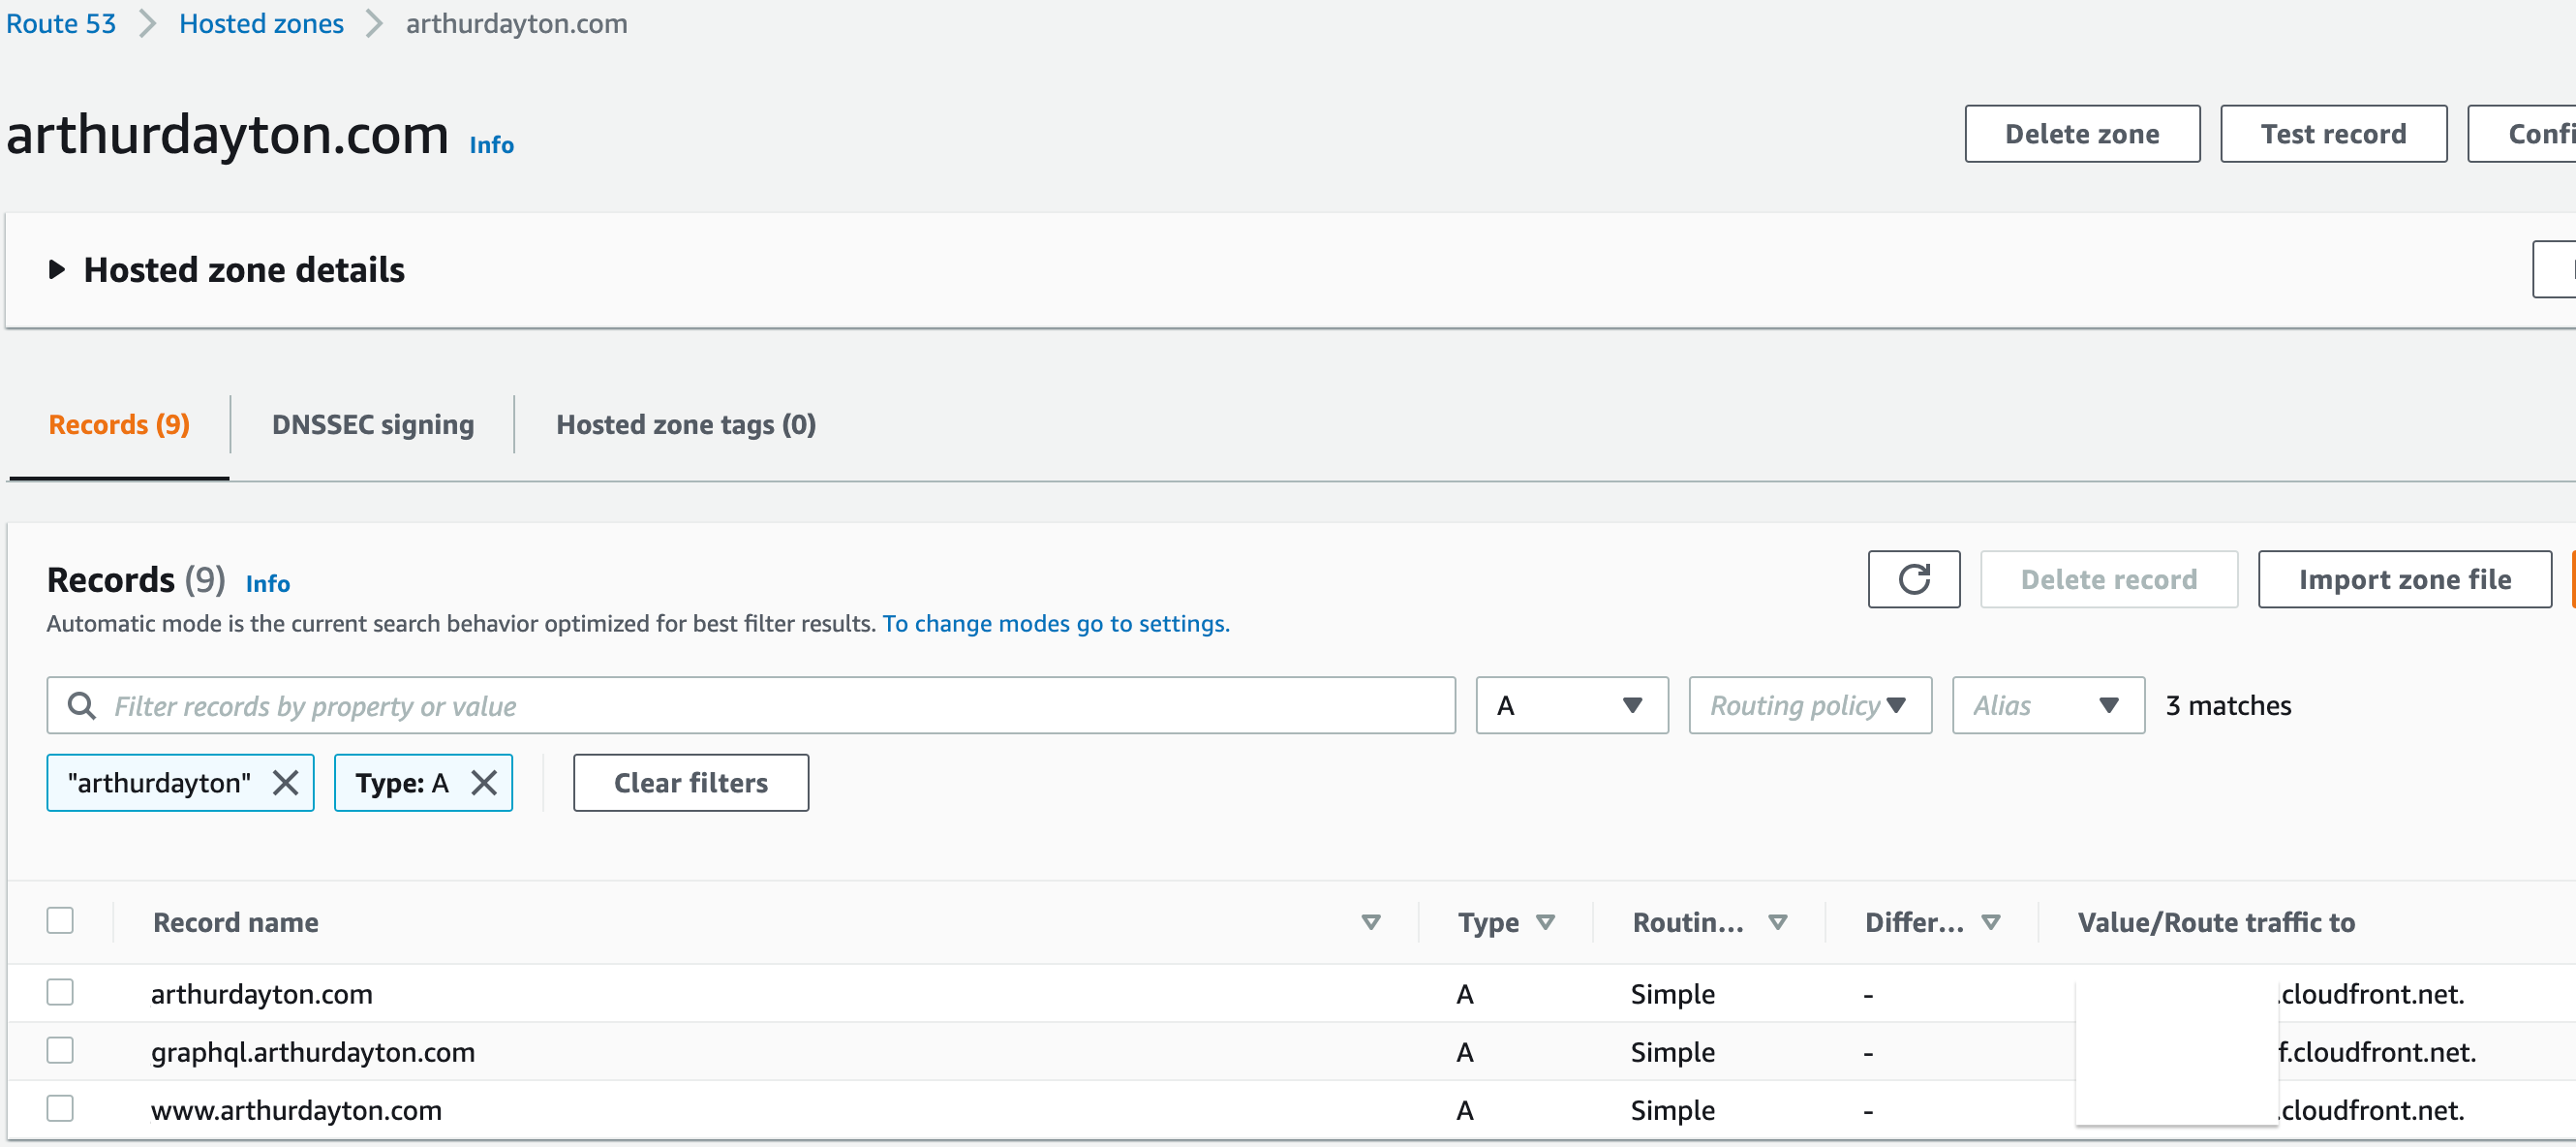 Route 53 > Hosted zones > arthurdayton.com
arthurdayton.com Info
Delete zone Test record
Hosted zone details
Records (9) DNSSEC signing Hosted zone tags (0)
Records (9) Info
Delete record Import zone file
Automatic mode is the current search behavior optimized for best filter results. To change modes go to settings.
Filter records by property or value A Routing policy Alias 3 matches
"arthurdayton" Type: A Clear filters
Record name Type Routin... Differ... Value/Route traffic to
arthurdayton.com A Simple - .cloudfront.net.
graphql.arthurdayton.com A Simple - f.cloudfront.net.
www.arthurdayton.com A Simple - .cloudfront.net.